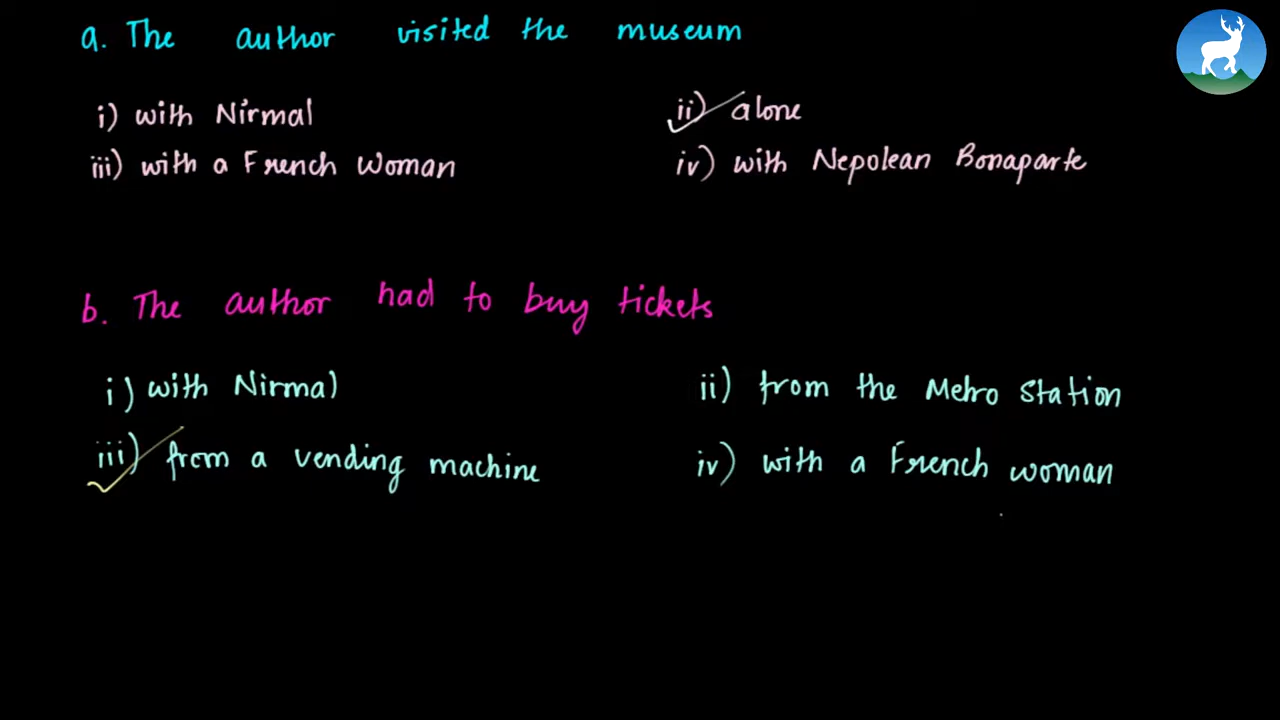 a. The author visited the museum
i) with Nirmal ii) alone
iii) with a French Woman iv) with Nepolean Bonaparte
b. The author had to buy tickets
i) with Nirmal ii) from the Metro Station
iii) from a vending machine iv) with a French woman